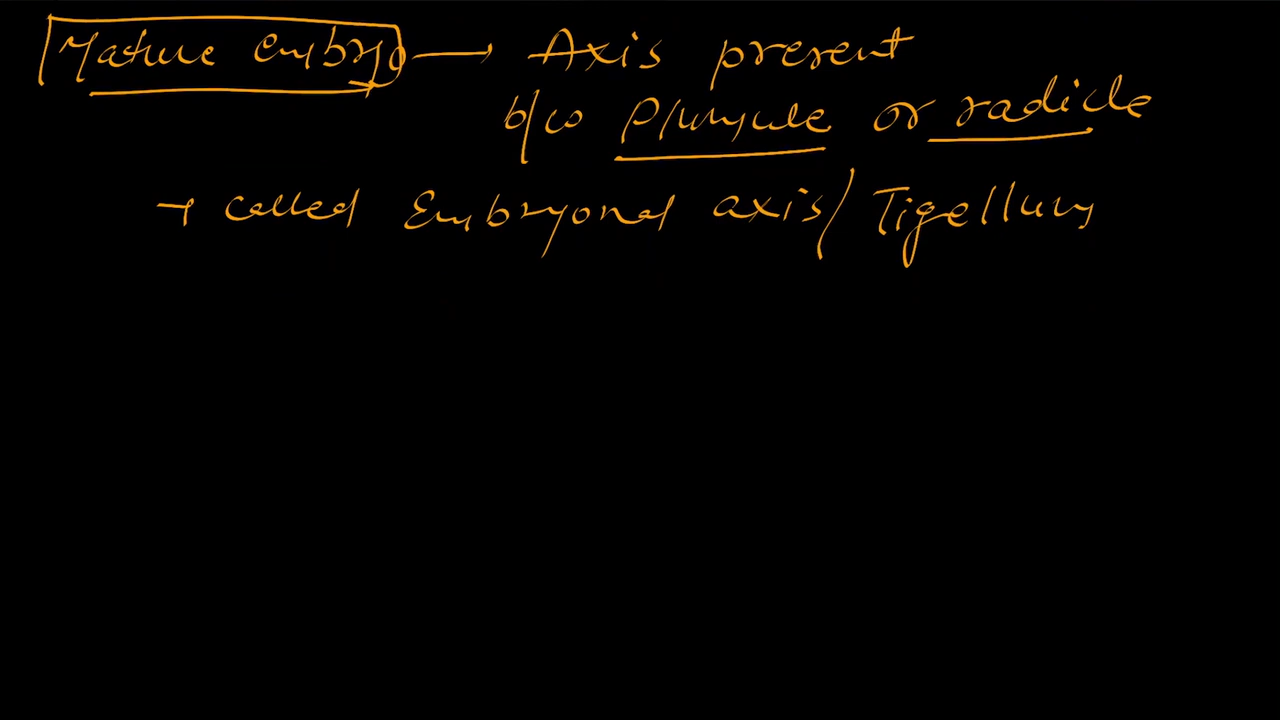 Mature embryo → Axis present
b/w Plumule or radicle
→ called Embryonal axis/Tigellum